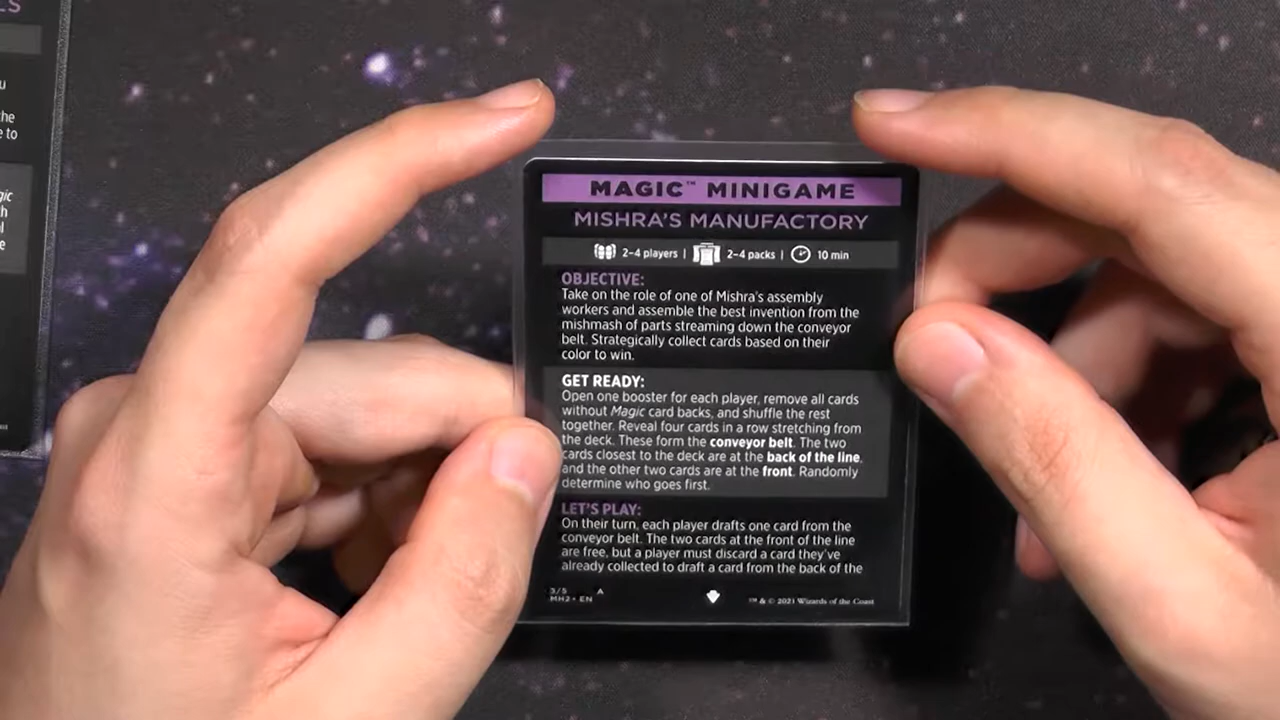 LS
u
the
e to
gic
h
l
e
MAGIC™ MINIGAME
MISHRA'S MANUFACTORY
2–4 players | 2–4 packs | 10 min
OBJECTIVE:
Take on the role of one of Mishra's assembly
workers and assemble the best invention from the
mishmash of parts streaming down the conveyor
belt. Strategically collect cards based on their
color to win.
GET READY:
Open one booster for each player, remove all cards
without Magic card backs, and shuffle the rest
together. Reveal four cards in a row stretching from
the deck. These form the conveyor belt. The two
cards closest to the deck are at the back of the line,
and the other two cards are at the front. Randomly
determine who goes first.
LET'S PLAY:
On their turn, each player drafts one card from the
conveyor belt. The two cards at the front of the line
are free, but a player must discard a card they've
already collected to draft a card from the back of the
3/5 A
MH2 • EN
™ & © 2021 Wizards of the Coast